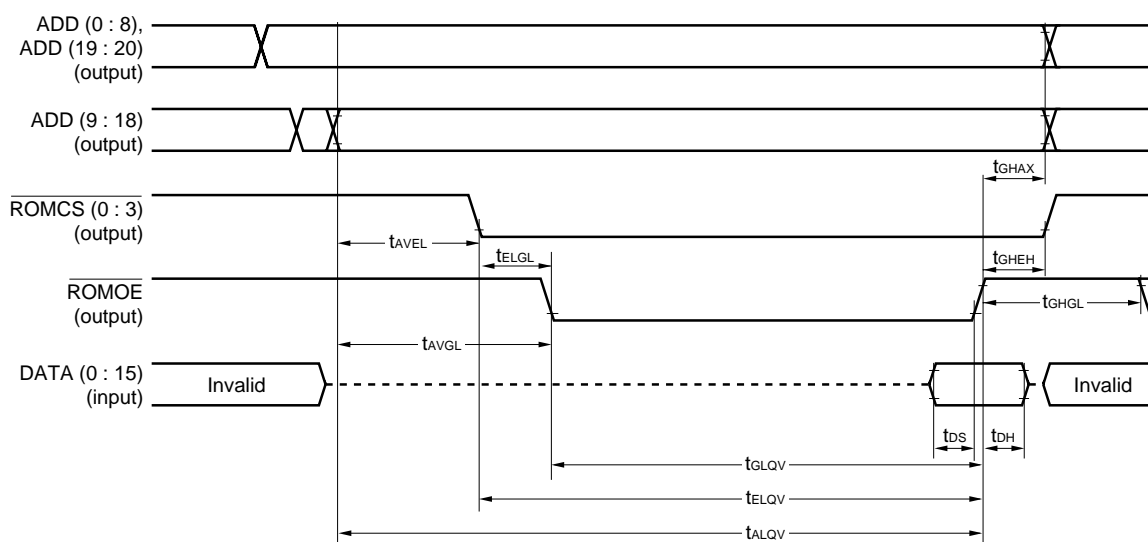 ADD (0 : 8),
ADD (19 : 20)
(output)
ADD (9 : 18)
(output)
tGHAX
ROMCS (0 : 3)
(output)
tAVEL
tELGL
tGHEH
ROMOE
(output)
tGHGL
tAVGL
DATA (0 : 15)
(input)
Invalid
Invalid
tDS
tDH
tGLQV
tELQV
tALQV